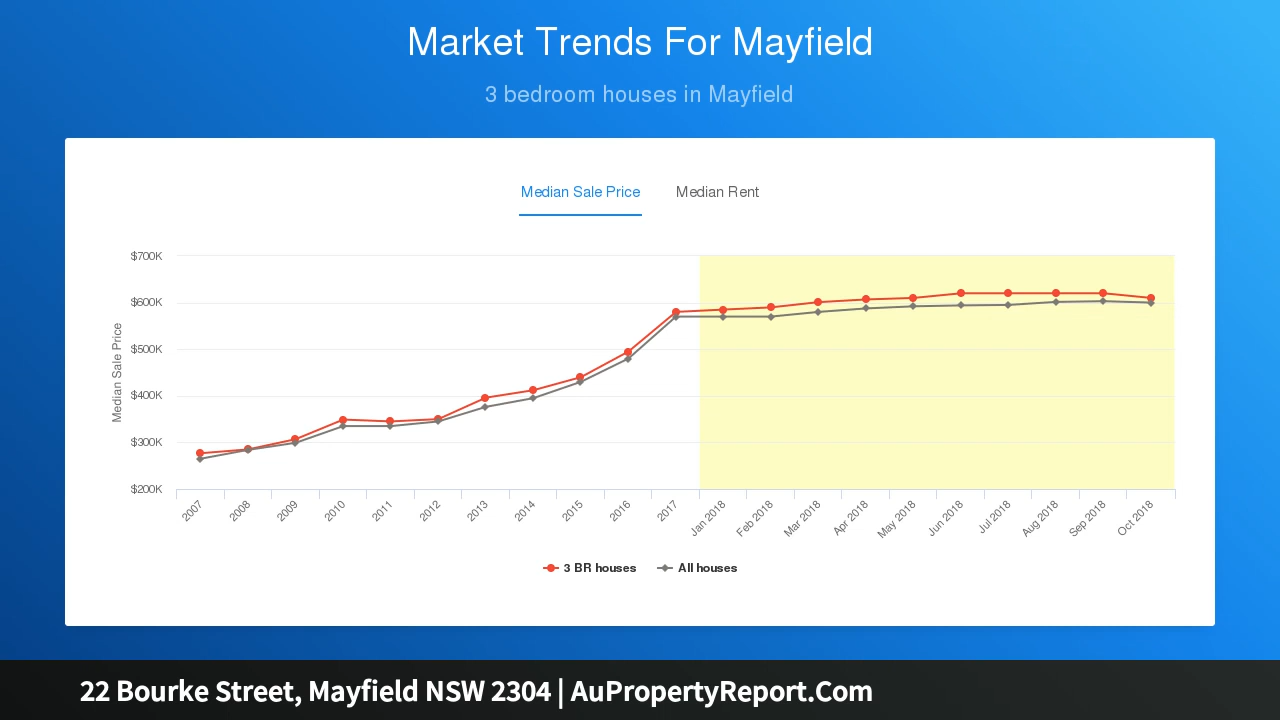 Market Trends For Mayfield
3 bedroom houses in Mayfield
Median Sale Price Median Rent
$700K
$600K
$500K
$400K
$300K
$200K
Median Sale Price
2007 2008 2009 2010 2011 2012 2013 2014 2015 2016 2017 Jan 2018 Feb 2018 Mar 2018 Apr 2018 May 2018 Jun 2018 Jul 2018 Aug 2018 Sep 2018 Oct 2018
3 BR houses All houses
22 Bourke Street, Mayfield NSW 2304 | AuPropertyReport.Com